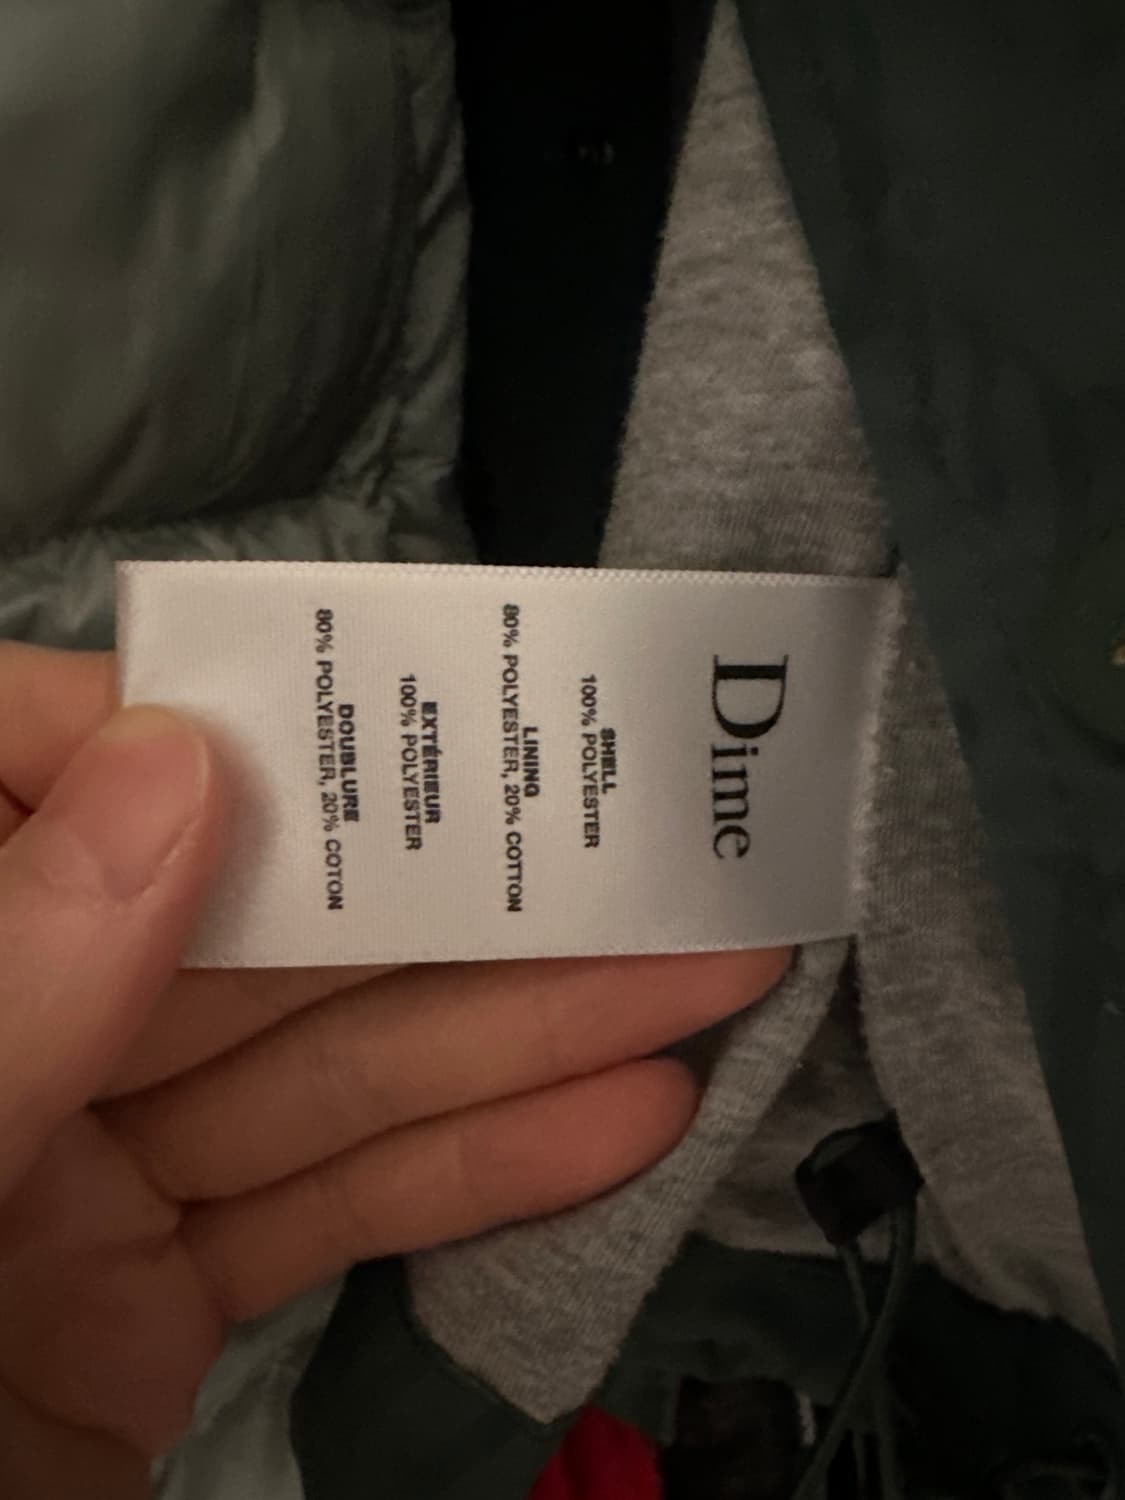 Dime
SHELL
100% POLYESTER
LINING
80% POLYESTER, 20% COTTON
EXTÉRIEUR
100% POLYESTER
DOUBLURE
80% POLYESTER, 20% COTON